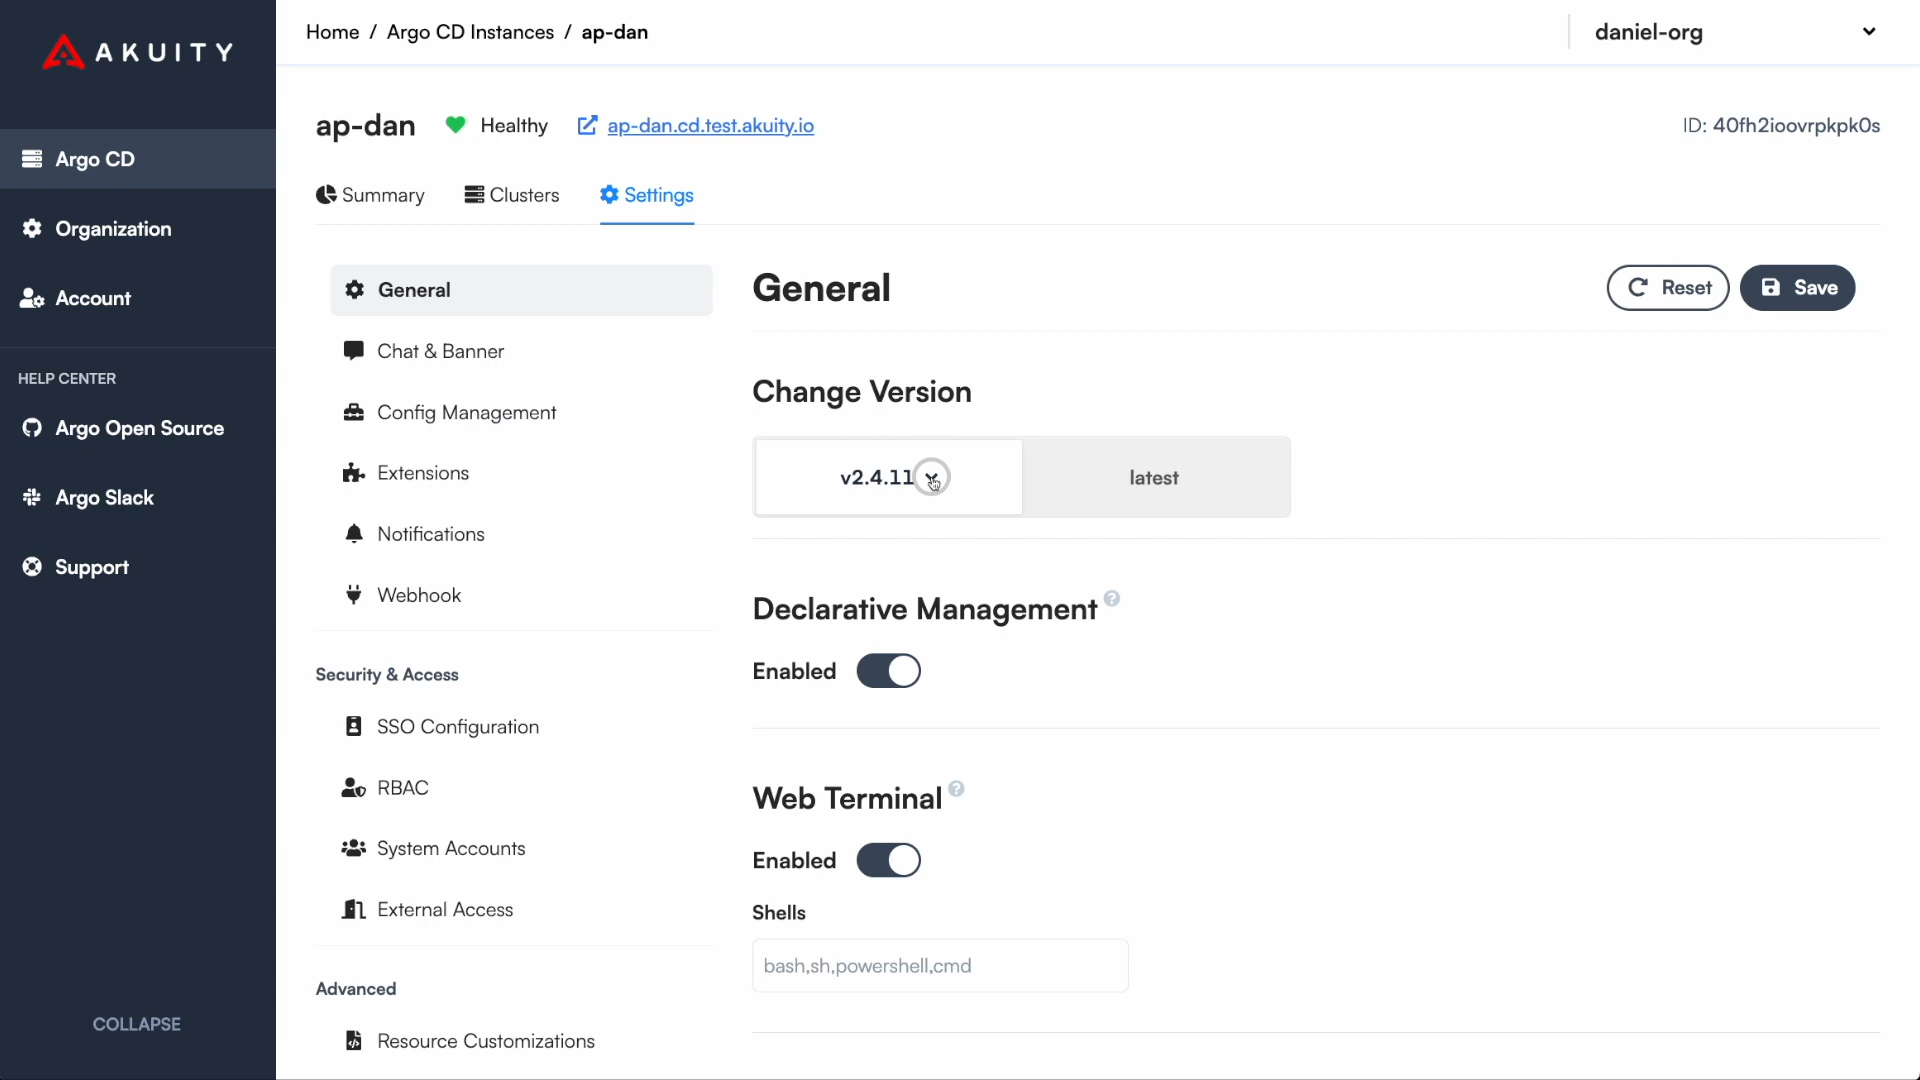 AKUITY
Argo CD
Organization
Account
HELP CENTER
Argo Open Source
Argo Slack
Support
COLLAPSE
Home / Argo CD Instances / ap-dan
daniel-org
ap-dan
Healthy
ap-dan.cd.test.akuity.io
ID: 40fh2ioovrpkpk0s
Summary
Clusters
Settings
General
Chat & Banner
Config Management
Extensions
Notifications
Webhook
Security & Access
SSO Configuration
RBAC
System Accounts
External Access
Advanced
Resource Customizations
General
Reset
Save
Change Version
v2.4.11
latest
Declarative Management ?
Enabled
Web Terminal ?
Enabled
Shells
bash,sh,powershell,cmd